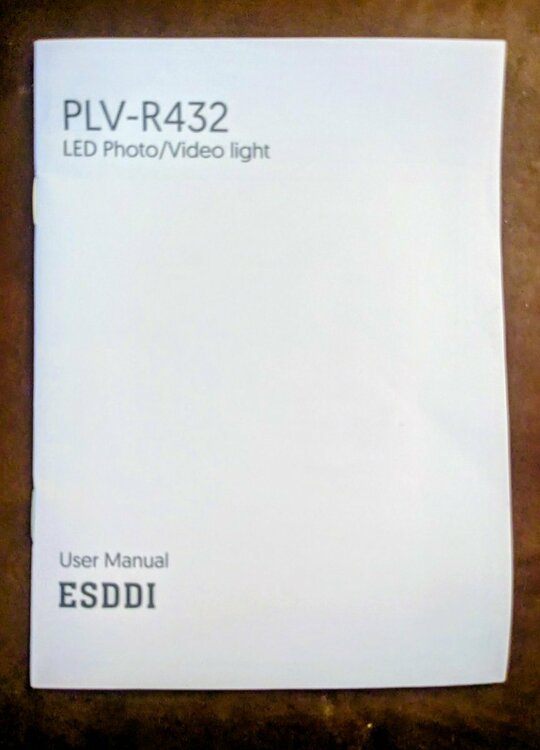 PLV-R432
LED Photo/Video light
User Manual
ESDDI